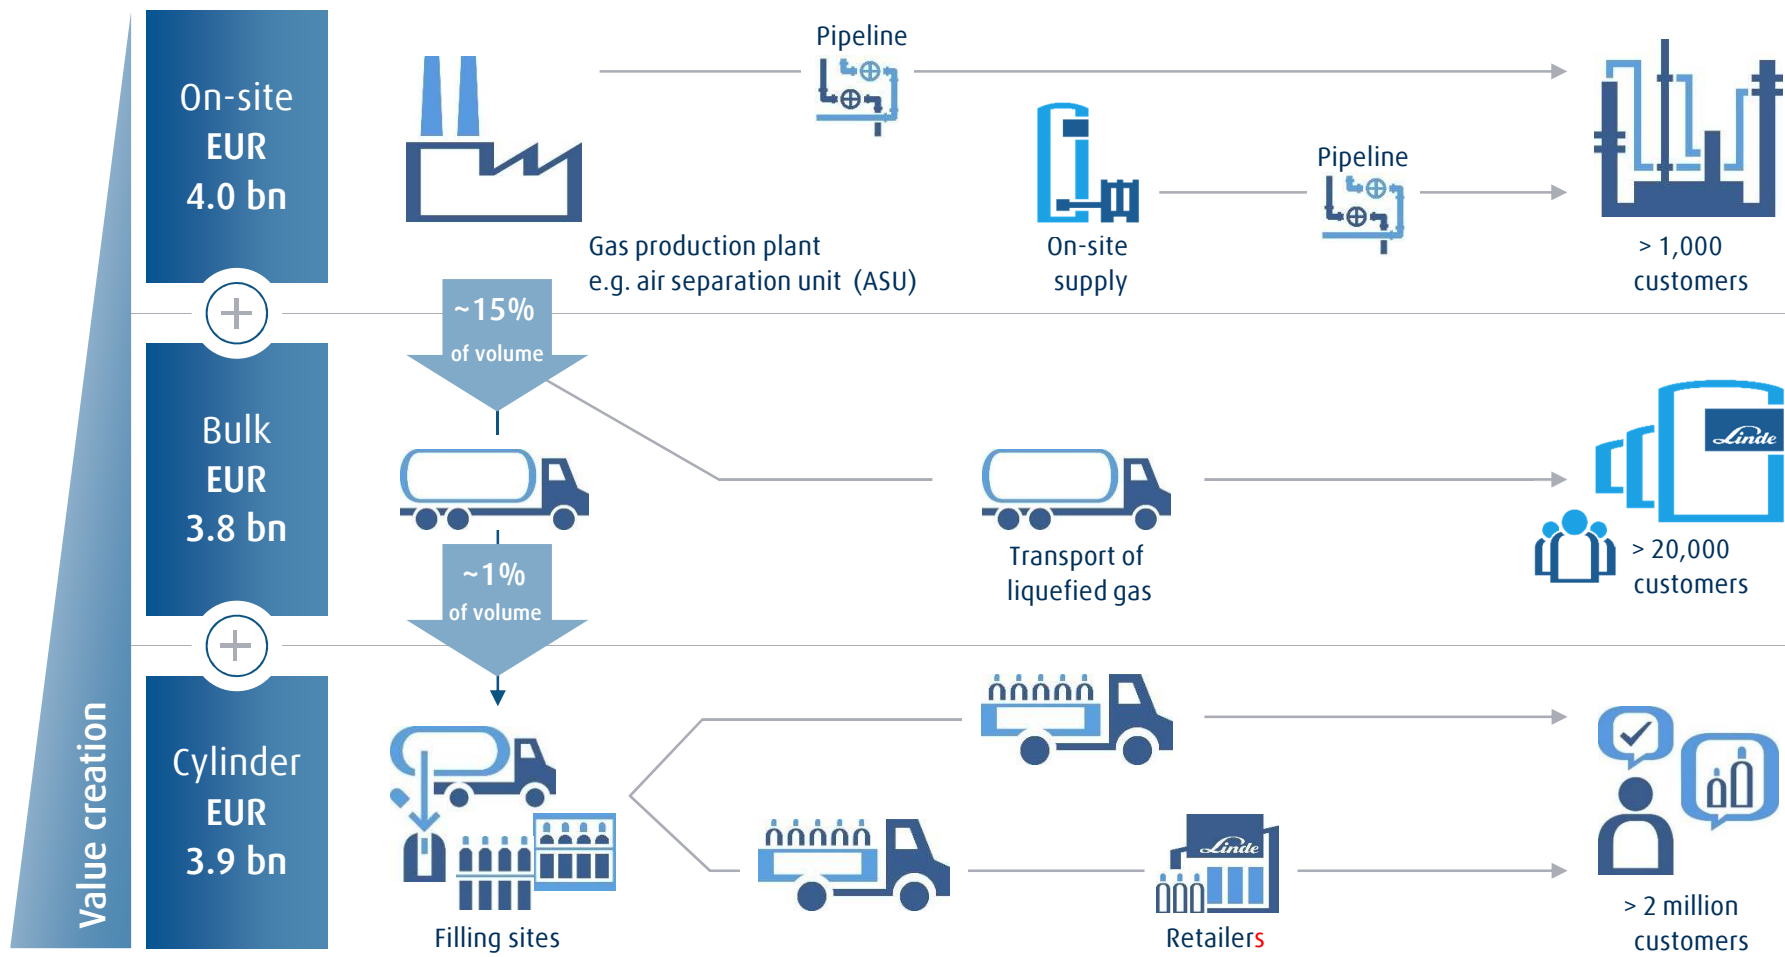 Value creation
On-site
EUR
4.0 bn
Pipeline
Pipeline
Gas production plant
e.g. air separation unit (ASU)
On-site
supply
> 1,000
customers
~15%
of volume
Bulk
EUR
3.8 bn
Linde
Transport of
liquefied gas
> 20,000
customers
~1%
of volume
Cylinder
EUR
3.9 bn
Linde
Filling sites
Retailers
> 2 million
customers